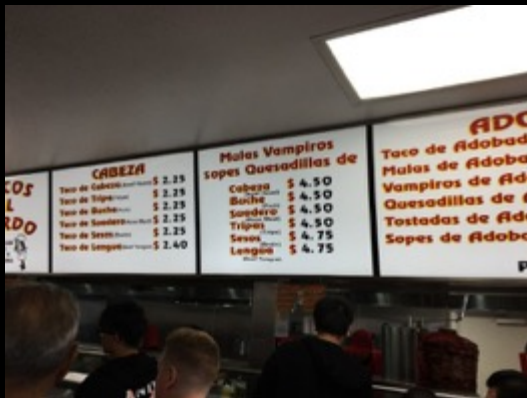 COS
L
RDO
CABEZA
Taco de Cabeza $ 2.25
Taco de Tripa $ 2.25
Taco de Buche $ 2.25
Taco de Suadero $ 2.25
Taco de Sesos $ 2.25
Taco de Lengua $ 2.40
Mulas Vampiros
Sopes Quesadillas de
Cabeza $ 4.50
Buche $ 4.50
Suadero $ 4.50
Tripas $ 4.50
Sesos $ 4.75
Lengua $ 4.75
ADO
Taco de Adobad
Mulas de Adoba
Vampiros de Ado
Quesadillas de A
Tostadas de Adoba
Sopes de Adoba
P